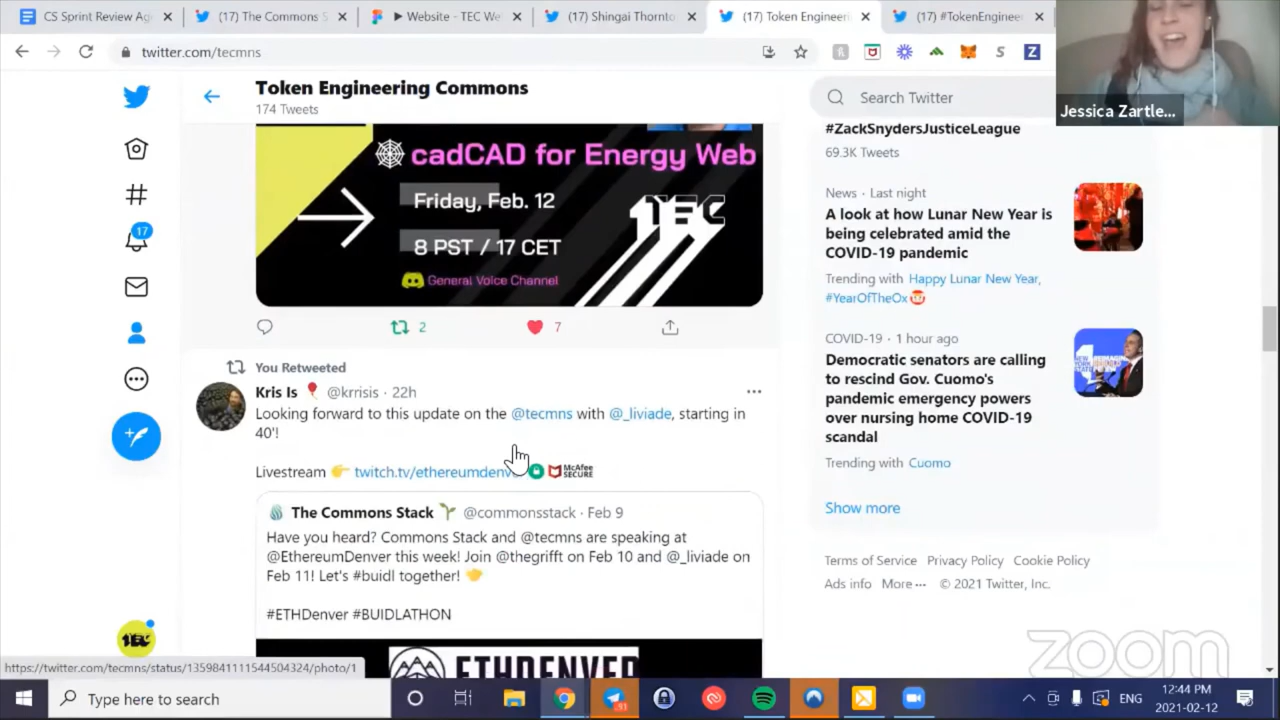 CS Sprint Review Ag
(17) The Commons S
Website - TEC We
(17) Shingai Thornto
(17) Token Engineeri
(17) #TokenEnginee
twitter.com/tecmns
Token Engineering Commons
174 Tweets
Search Twitter
Jessica Zartle...
cadCAD for Energy Web
Friday, Feb. 12
8 PST / 17 CET
General Voice Channel
TEC
2
7
You Retweeted
Kris Is 🎈 @krrisis · 22h
Looking forward to this update on the @tecmns with @_liviade, starting in
40'!
Livestream 👉 twitch.tv/ethereumdenv
McAfee
SECURE
The Commons Stack 🌱 @commonsstack · Feb 9
Have you heard? Commons Stack and @tecmns are speaking at
@EthereumDenver this week! Join @thegrifft on Feb 10 and @_liviade on
Feb 11! Let's #buidl together! 👉
#ETHDenver #BUIDLATHON
ETHDENVER
#ZackSnydersJusticeLeague
69.3K Tweets
News · Last night
A look at how Lunar New Year is
being celebrated amid the
COVID-19 pandemic
Trending with Happy Lunar New Year,
#YearOfTheOx
COVID-19 · 1 hour ago
Democratic senators are calling
to rescind Gov. Cuomo's
pandemic emergency powers
over nursing home COVID-19
scandal
Trending with Cuomo
Show more
Terms of Service Privacy Policy Cookie Policy
Ads info More ··· © 2021 Twitter, Inc.
17
TEC
zoom
https://twitter.com/tecmns/status/1359841111544504324/photo/1
Type here to search
ENG
12:44 PM
2021-02-12